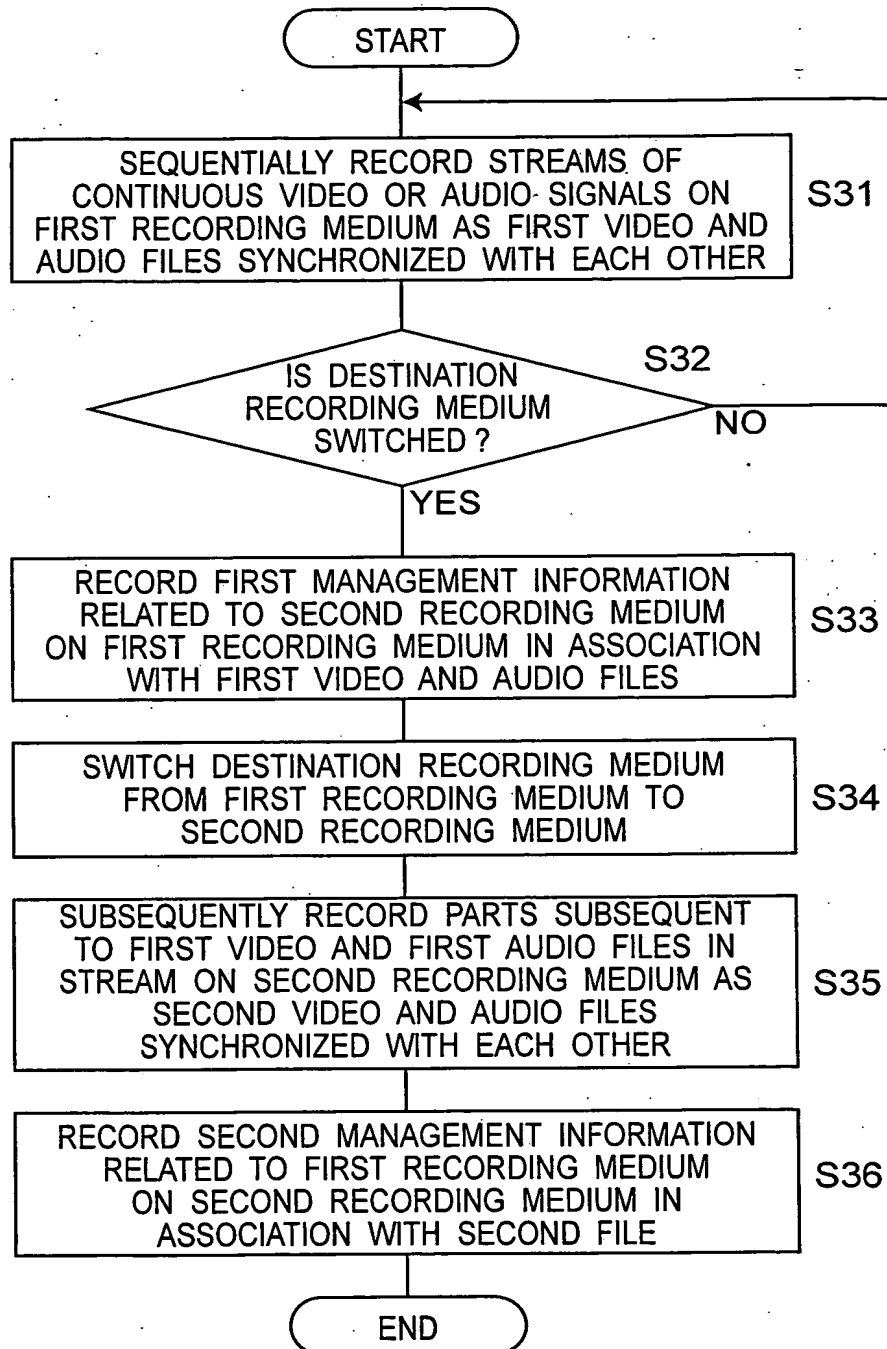 START
SEQUENTIALLY RECORD STREAMS OF
CONTINUOUS VIDEO OR AUDIO SIGNALS ON
FIRST RECORDING MEDIUM AS FIRST VIDEO AND
AUDIO FILES SYNCHRONIZED WITH EACH OTHER
S31
IS DESTINATION
RECORDING MEDIUM
SWITCHED ?
S32
NO
YES
RECORD FIRST MANAGEMENT INFORMATION
RELATED TO SECOND RECORDING MEDIUM
ON FIRST RECORDING MEDIUM IN ASSOCIATION
WITH FIRST VIDEO AND AUDIO FILES
S33
SWITCH DESTINATION RECORDING MEDIUM
FROM FIRST RECORDING MEDIUM TO
SECOND RECORDING MEDIUM
S34
SUBSEQUENTLY RECORD PARTS SUBSEQUENT
TO FIRST VIDEO AND FIRST AUDIO FILES IN
STREAM ON SECOND RECORDING MEDIUM AS
SECOND VIDEO AND AUDIO FILES
SYNCHRONIZED WITH EACH OTHER
S35
RECORD SECOND MANAGEMENT INFORMATION
RELATED TO FIRST RECORDING MEDIUM
ON SECOND RECORDING MEDIUM IN
ASSOCIATION WITH SECOND FILE
S36
END